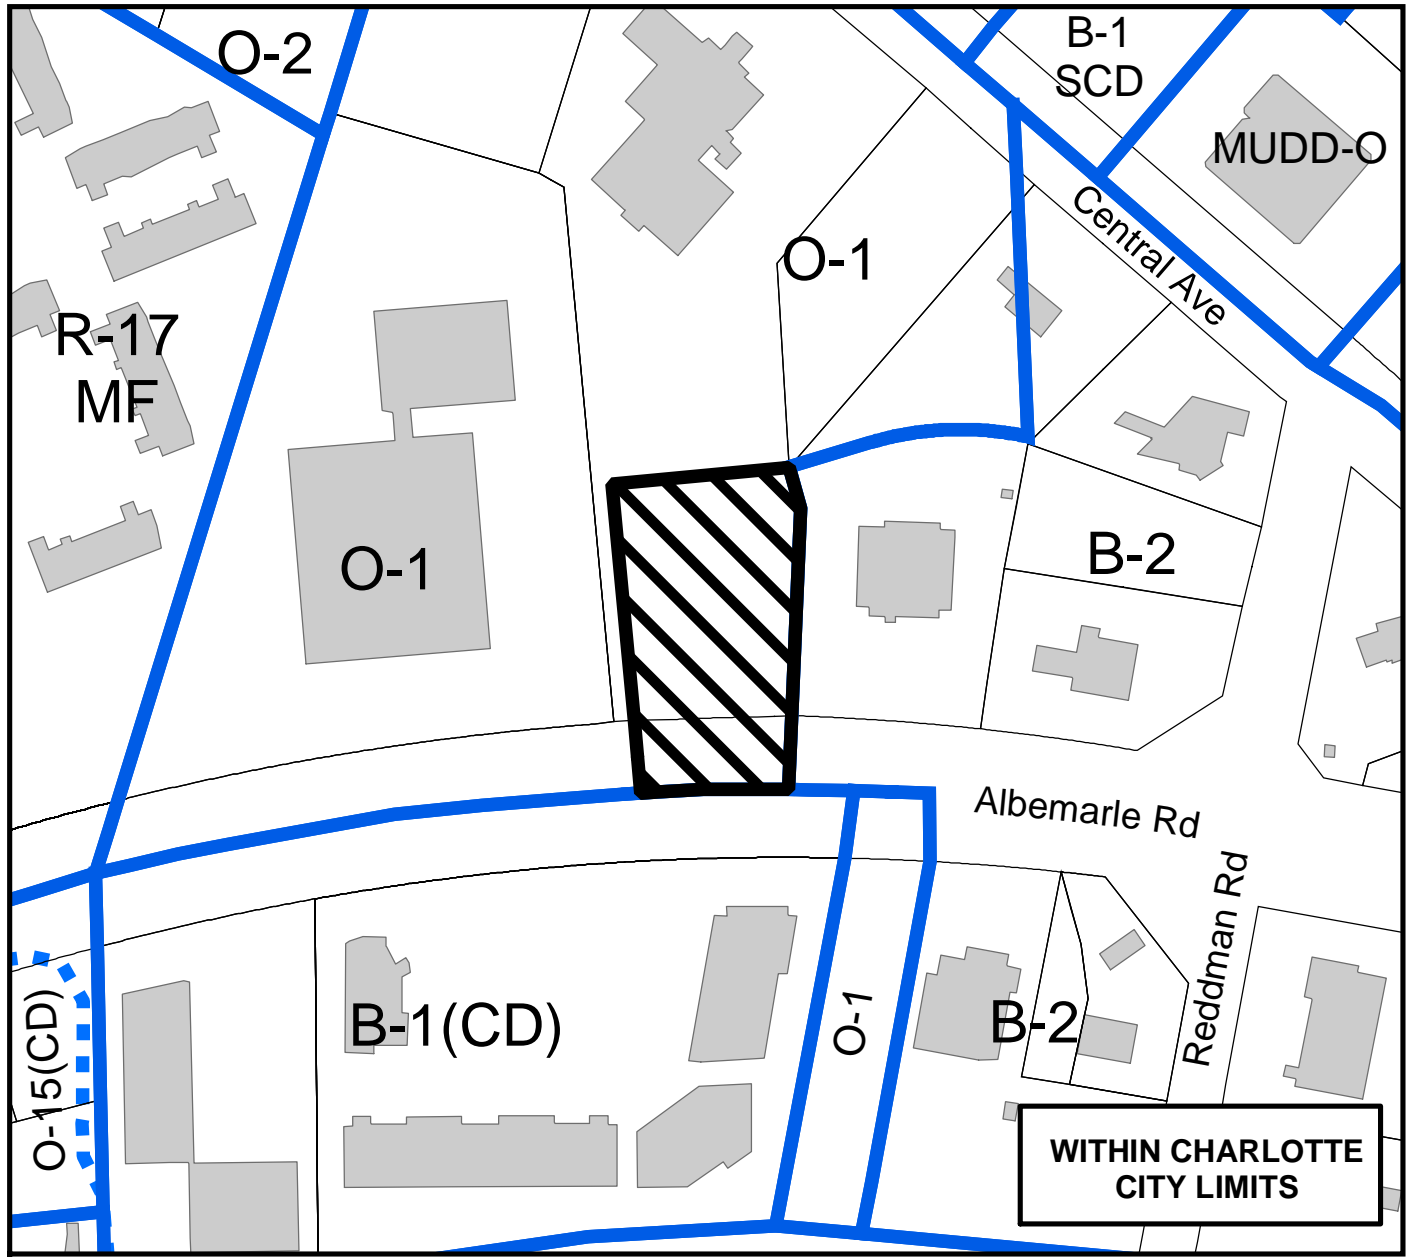 O-2
B-1
SCD
MUDD-O
Central Ave
O-1
R-17
MF
O-1
B-2
Albemarle Rd
Reddman Rd
O-15(CD)
B-1(CD)
O-1
B-2
WITHIN CHARLOTTE
CITY LIMITS